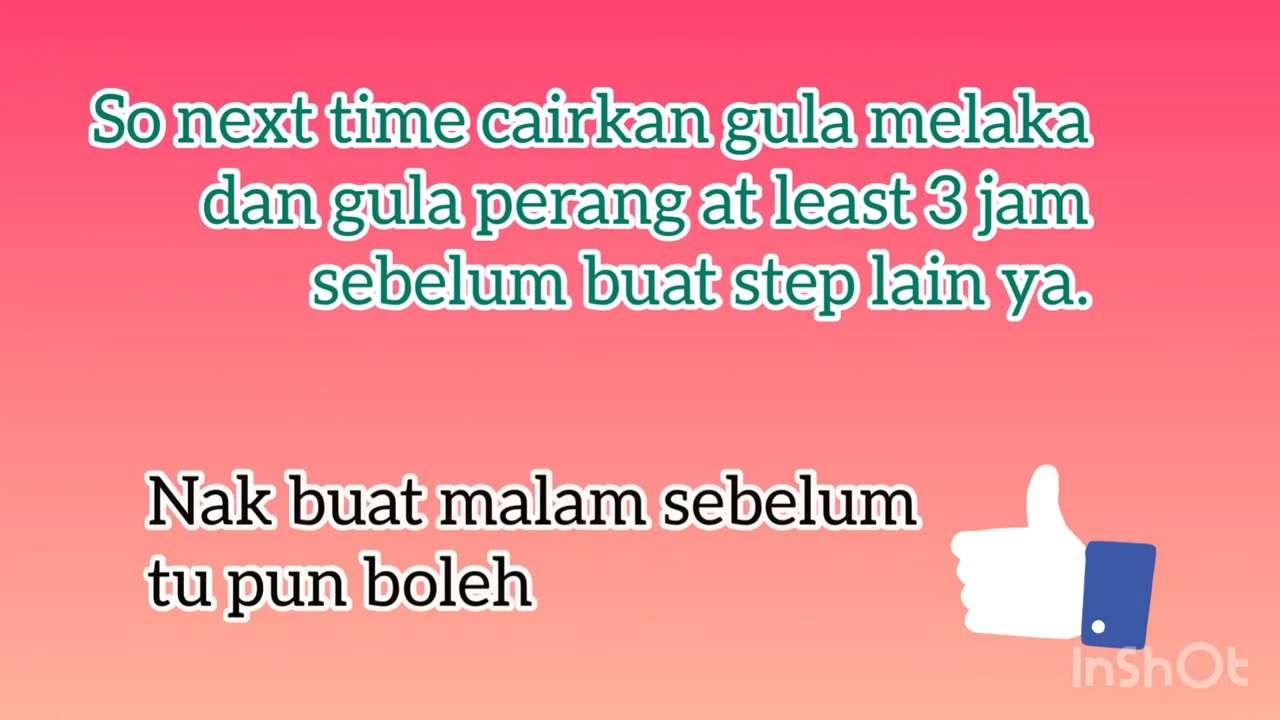 So next time cairkan gula melaka
dan gula perang at least 3 jam
sebelum buat step lain ya.
Nak buat malam sebelum
tu pun boleh
InShOt